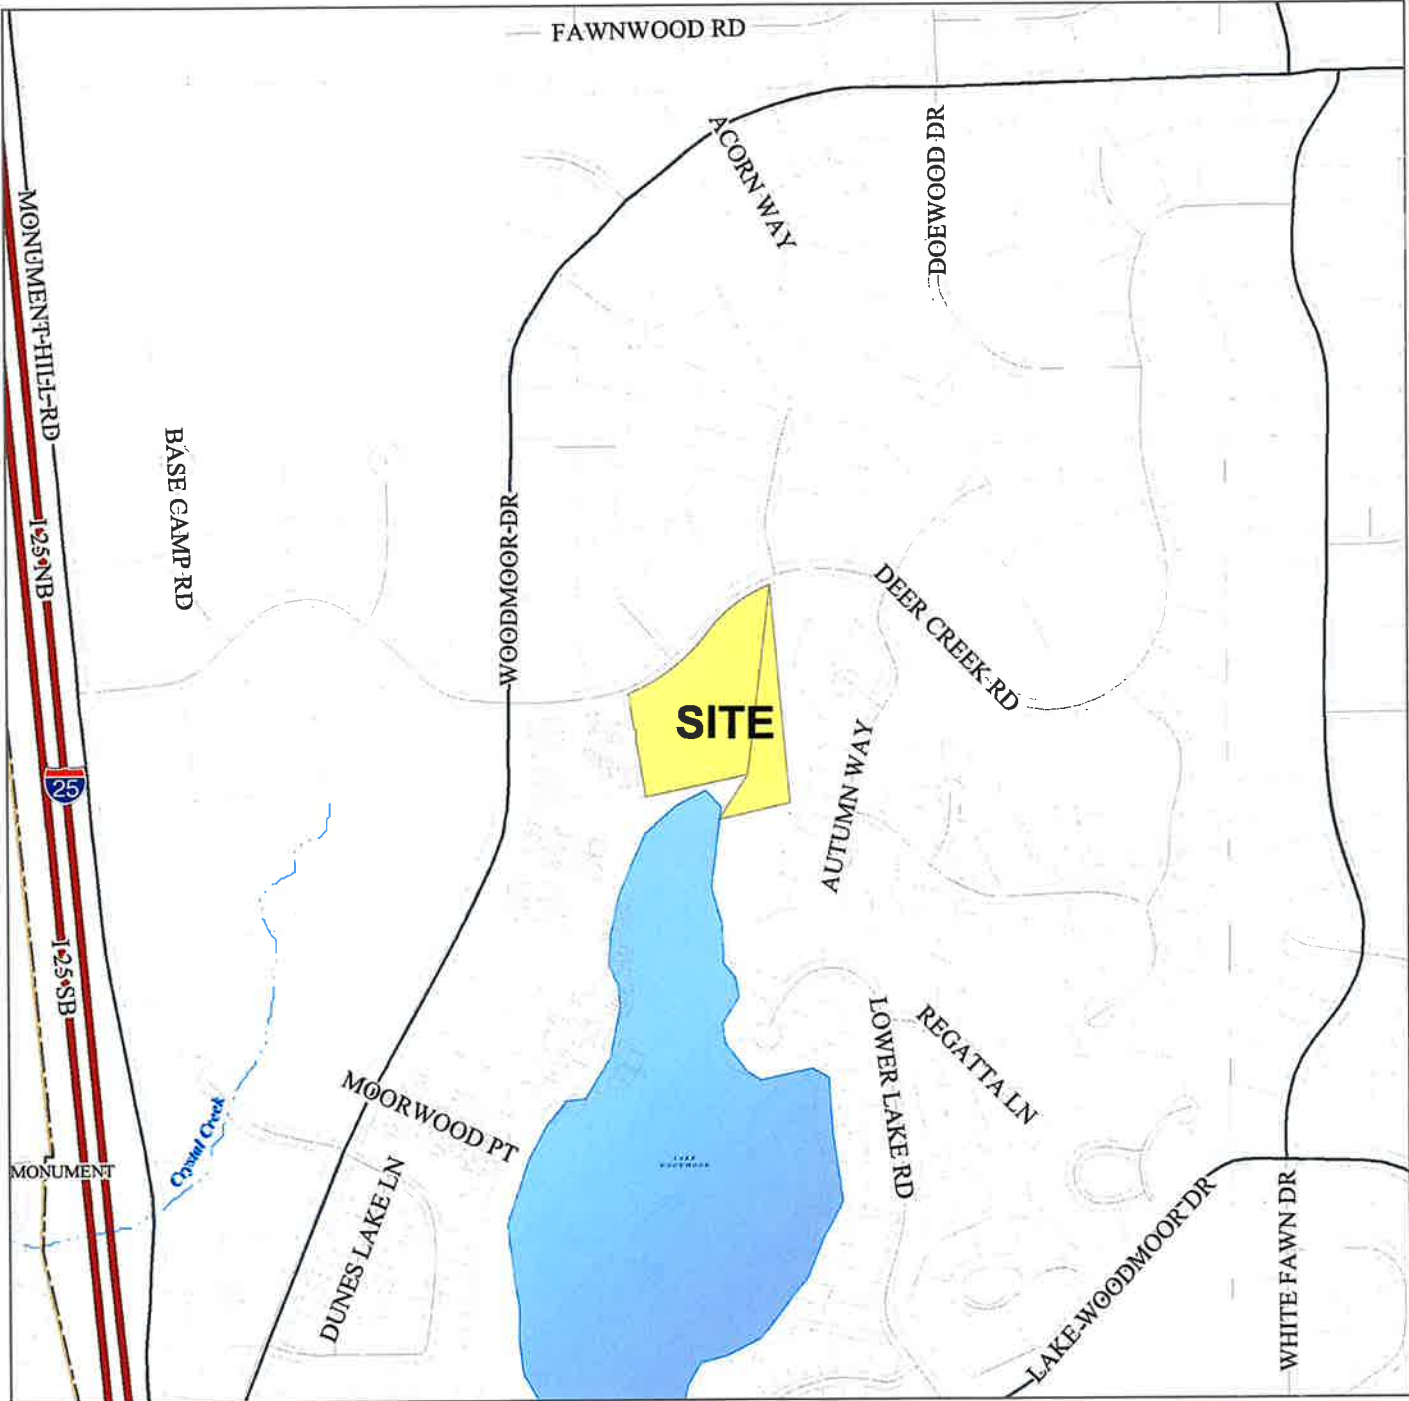 FAWNWOOD RD
ACORN WAY
DOEWOOD DR
MONUMENT HILL RD
BASE CAMP RD
I-25 NB
WOODMOOR DR
DEER CREEK RD
SITE
AUTUMN WAY
25
I-25 SB
LOWER LAKE RD
REGATTA LN
MOORWOOD PT
Crystal Creek
MONUMENT
LAKE
WOODMOOR
DUNES LAKE LN
LAKE WOODMOOR DR
WHITE FAWN DR